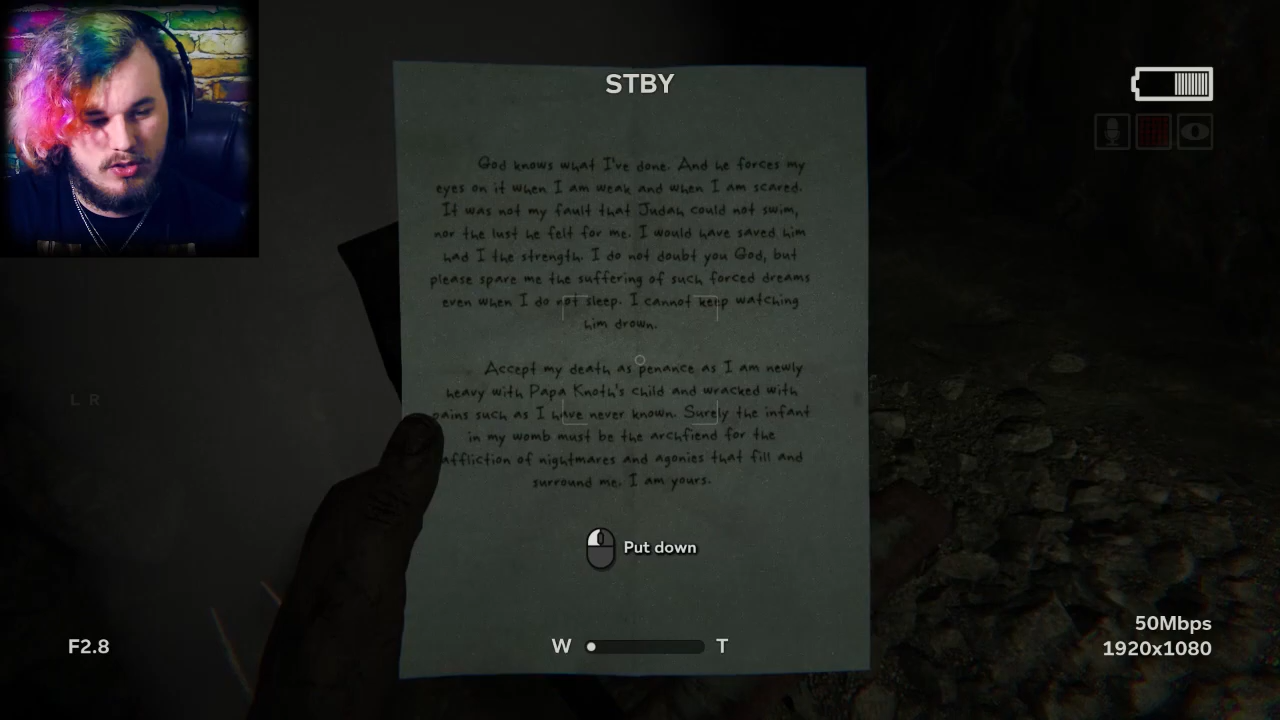 STBY
God knows what I've done. And he forces my
eyes on it when I am weak and when I am scared.
It was not my fault that Judah could not swim,
nor the lust he felt for me. I would have saved him
had I the strength. I do not doubt you God, but
please spare me the suffering of such forced dreams
even when I do not sleep. I cannot keep watching
him drown.
Accept my death as penance as I am newly
heavy with Papa Knoth's child and wracked with
pains such as I have never known. Surely the infant
in my womb must be the archfiend for the
affliction of nightmares and agonies that fill and
surround me. I am yours.
L R
Put down
F2.8
W T
50Mbps
1920x1080